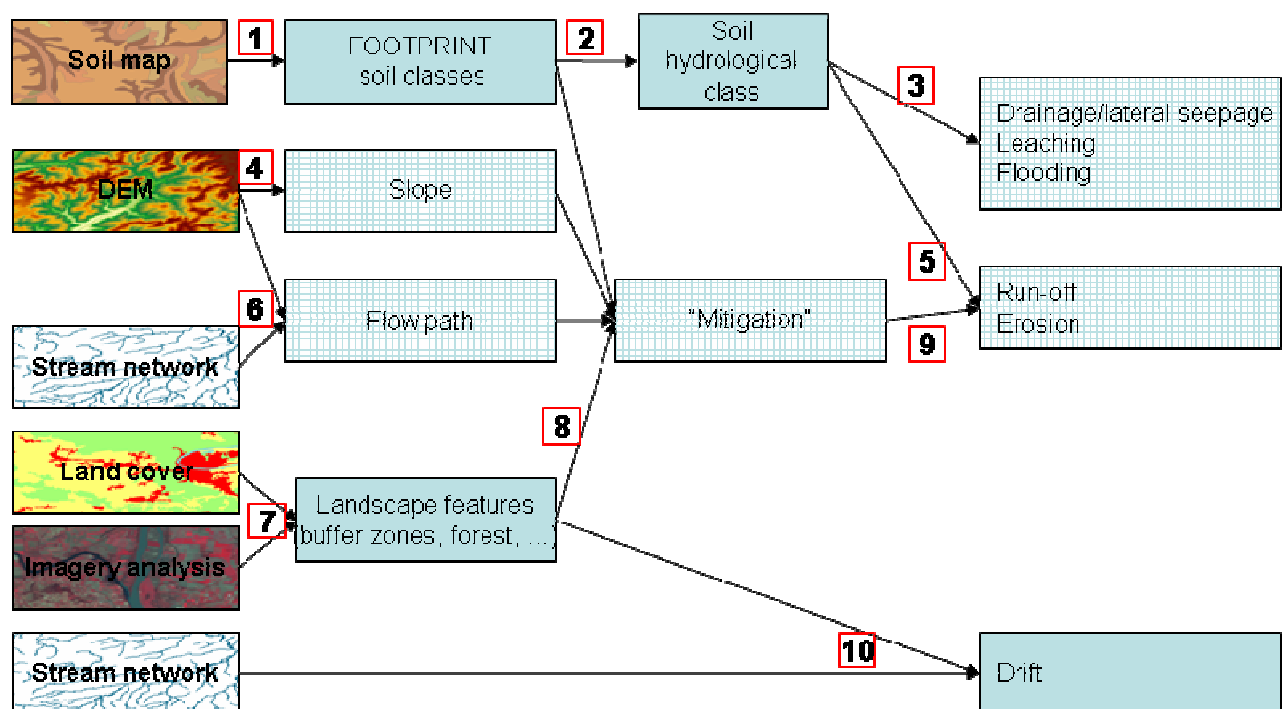 Soil map
1
FOOTPRINT
soil classes
2
Soil
hydrological
class
3
Drainage/lateral seepage
Leaching
Flooding
DEM
4
Slope
5
Run-off
Erosion
6
Flow path
"Mitigation"
9
Stream network
8
Land cover
7
Landscape features
(buffer zones, forest, ...)
Imagery analysis
Stream network
10
Drift